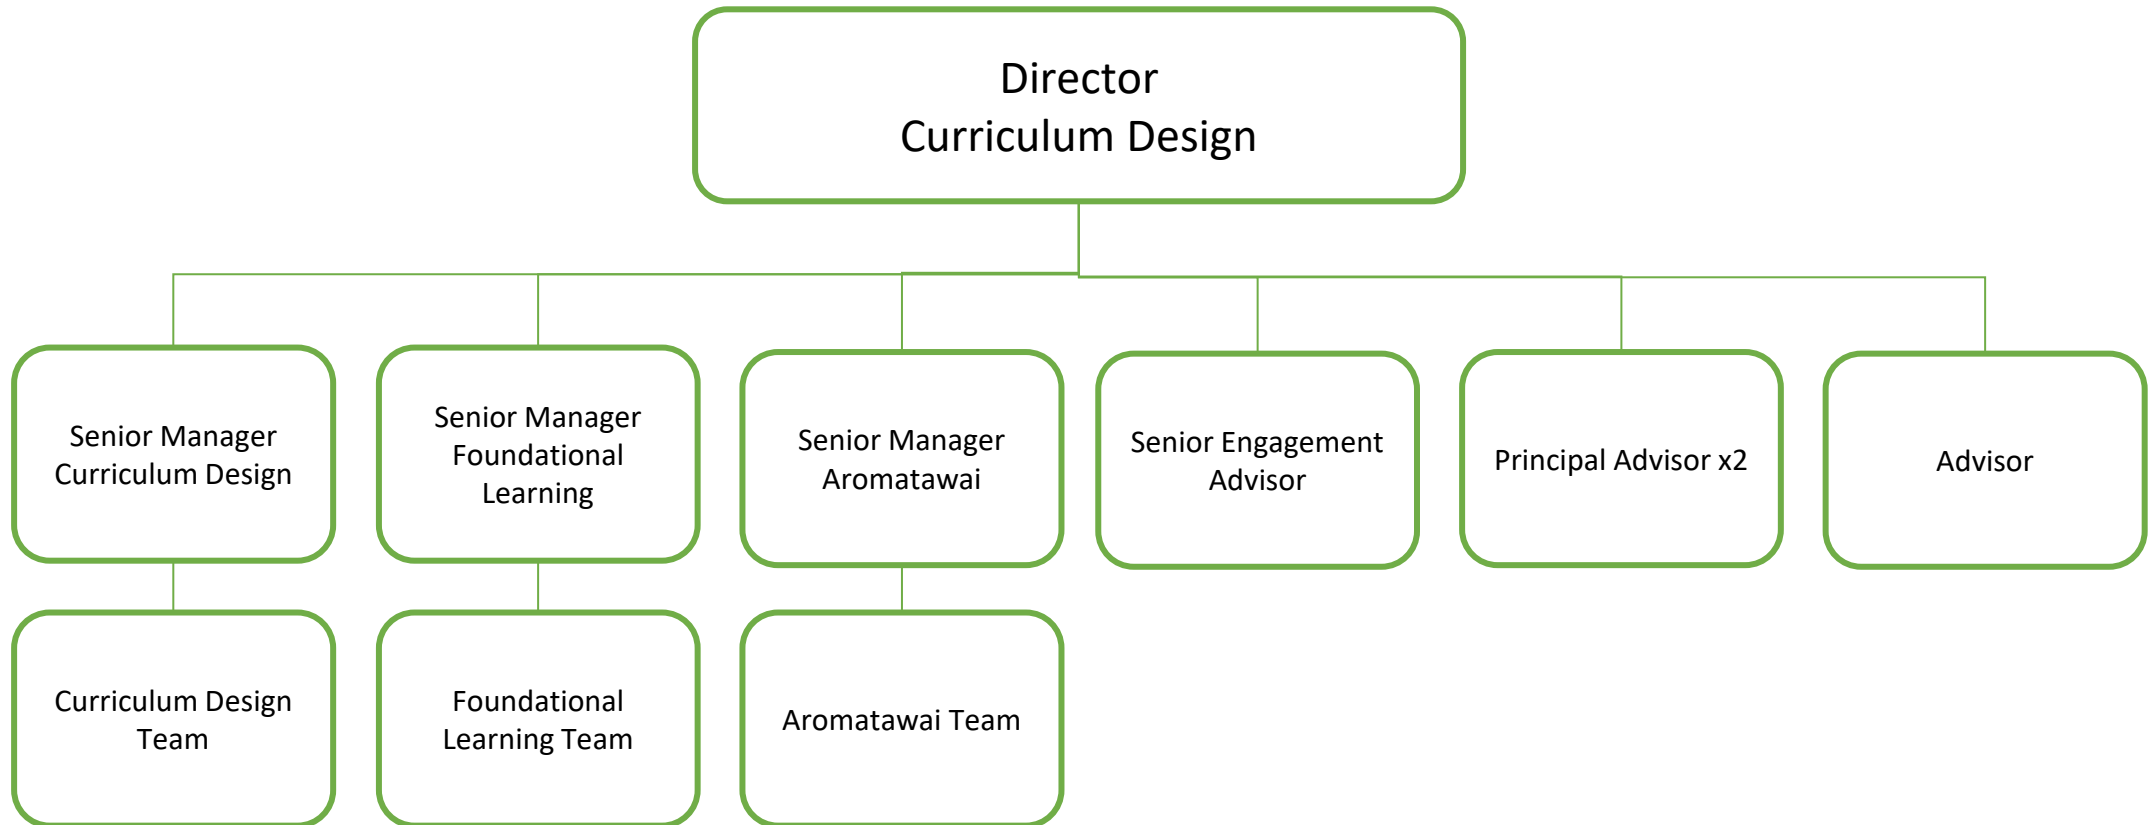 Director
Curriculum Design
Senior Manager
Curriculum Design
Senior Manager
Foundational
Learning
Senior Manager
Aromatawai
Senior Engagement
Advisor
Principal Advisor x2
Advisor
Curriculum Design
Team
Foundational
Learning Team
Aromatawai Team